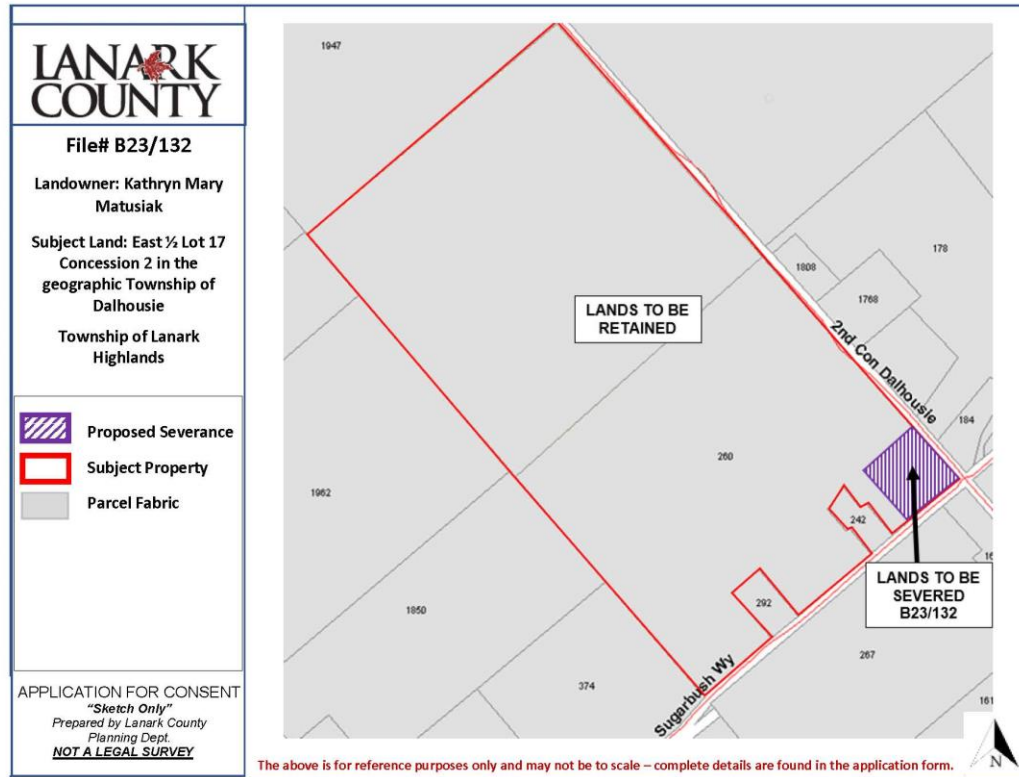 LANARK
COUNTY
File# B23/132
Landowner: Kathryn Mary
Matusiak
Subject Land: East ½ Lot 17
Concession 2 in the
geographic Township of
Dalhousie
Township of Lanark
Highlands
Proposed Severance
Subject Property
Parcel Fabric
APPLICATION FOR CONSENT
"Sketch Only"
Prepared by Lanark County
Planning Dept.
NOT A LEGAL SURVEY
1947
178
1808
1768
LANDS TO BE
RETAINED
2nd Con Dalhousie
184
260
1962
242
LANDS TO BE
SEVERED
B23/132
292
1850
267
374
161
Sugarbush Wy
N
The above is for reference purposes only and may not be to scale – complete details are found in the application form.